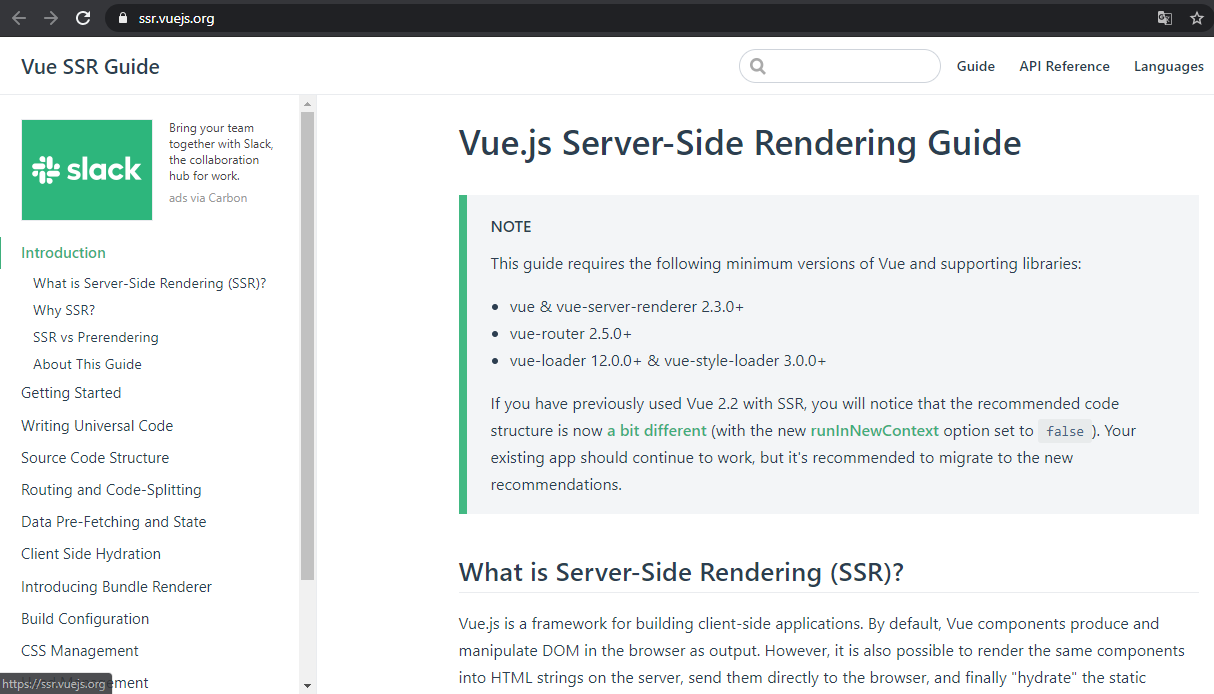 ssr.vuejs.org
Vue SSR Guide
Guide
API Reference
Languages
slack
Bring your team
together with Slack,
the collaboration
hub for work.
ads via Carbon
Introduction
What is Server-Side Rendering (SSR)?
Why SSR?
SSR vs Prerendering
About This Guide
Getting Started
Writing Universal Code
Source Code Structure
Routing and Code-Splitting
Data Pre-Fetching and State
Client Side Hydration
Introducing Bundle Renderer
Build Configuration
CSS Management
https://ssr.vuejs.org
Vue.js Server-Side Rendering Guide
NOTE
This guide requires the following minimum versions of Vue and supporting libraries:
• vue & vue-server-renderer 2.3.0+
• vue-router 2.5.0+
• vue-loader 12.0.0+ & vue-style-loader 3.0.0+
If you have previously used Vue 2.2 with SSR, you will notice that the recommended code
structure is now a bit different (with the new runInNewContext option set to false ). Your
existing app should continue to work, but it's recommended to migrate to the new
recommendations.
What is Server-Side Rendering (SSR)?
Vue.js is a framework for building client-side applications. By default, Vue components produce and
manipulate DOM in the browser as output. However, it is also possible to render the same components
into HTML strings on the server, send them directly to the browser, and finally "hydrate" the static